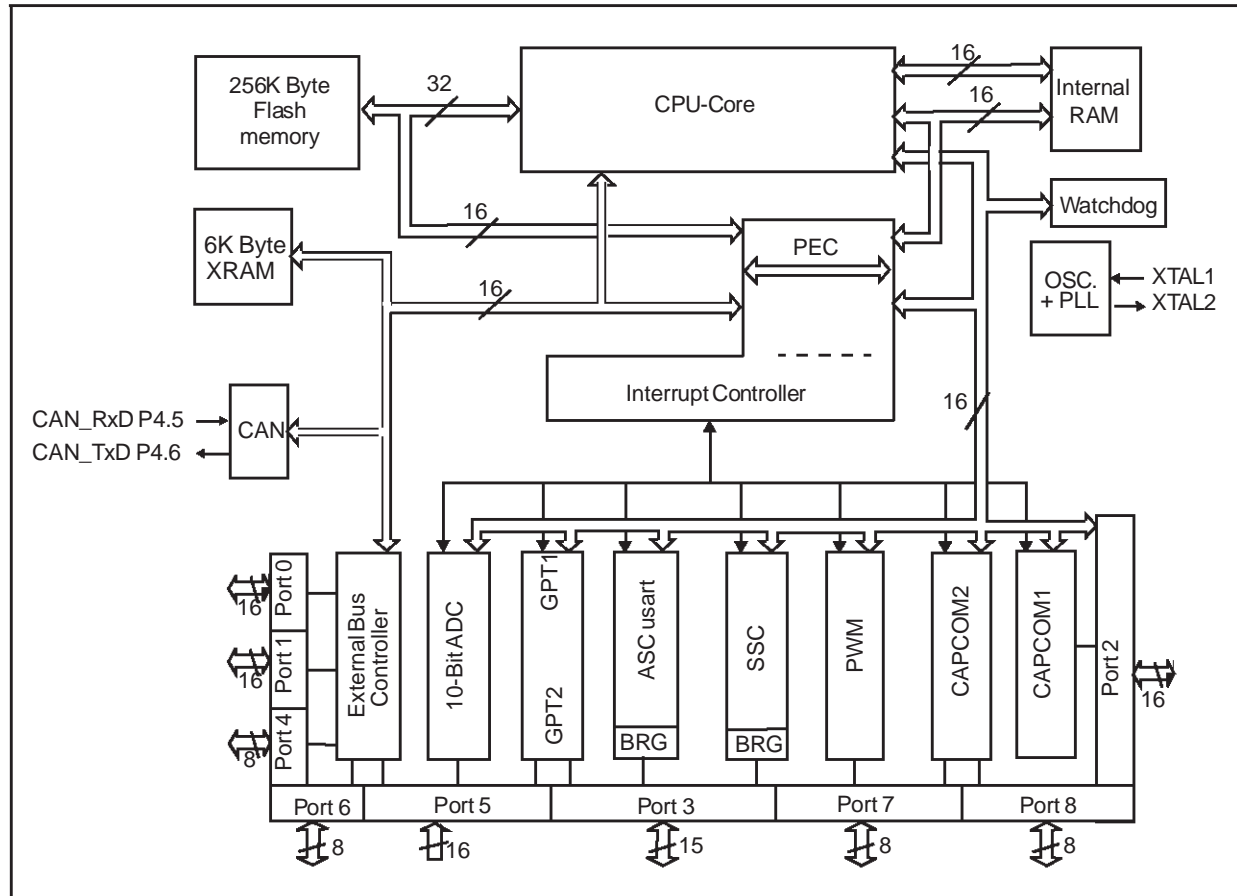 256K Byte
Flash
memory
32
CPU-Core
16
16
Internal
RAM
Watchdog
16
6K Byte
XRAM
PEC
16
OSC.
+ PLL
XTAL1
XTAL2
Interrupt Controller
16
CAN_RxD P4.5
CAN_TxD P4.6
CAN
Port 0
16
Port 1
16
Port 4
8
External Bus
Controller
10-Bit ADC
GPT1
GPT2
ASC usart
BRG
SSC
BRG
PWM
CAPCOM2
CAPCOM1
Port 2
16
Port 6
Port 5
Port 3
Port 7
Port 8
8
16
15
8
8